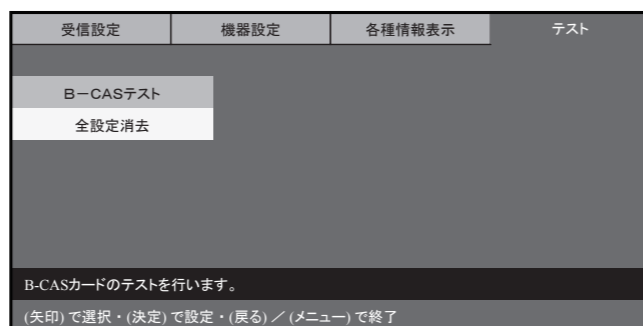 受信設定 機器設定 各種情報表示 テスト
B-CASテスト
全設定消去
B-CASカードのテストを行います。
(矢印) で選択・(決定) で設定・(戻る) ／ (メニュー) で終了